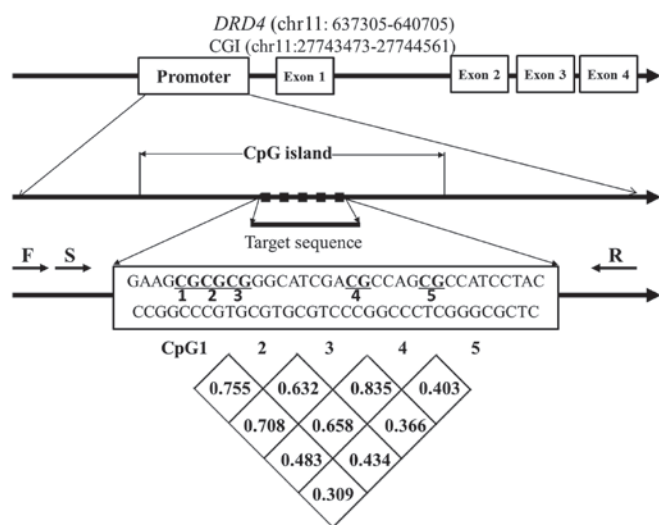 DRD4 (chr11: 637305-640705)
CGI (chr11:27743473-27744561)
Promoter Exon 1 Exon 2 Exon 3 Exon 4
CpG island
Target sequence
F S R
GAAGCGCGCGGGCATCGACGCCAGCGCCATCCTAC
1 2 3 4 5
CCGGCCCGTGCGTGCGTCCCGGCCCTCGGGCGCTC
CpG1 2 3 4 5
0.755 0.632 0.835 0.403
0.708 0.658 0.366
0.483 0.434
0.309